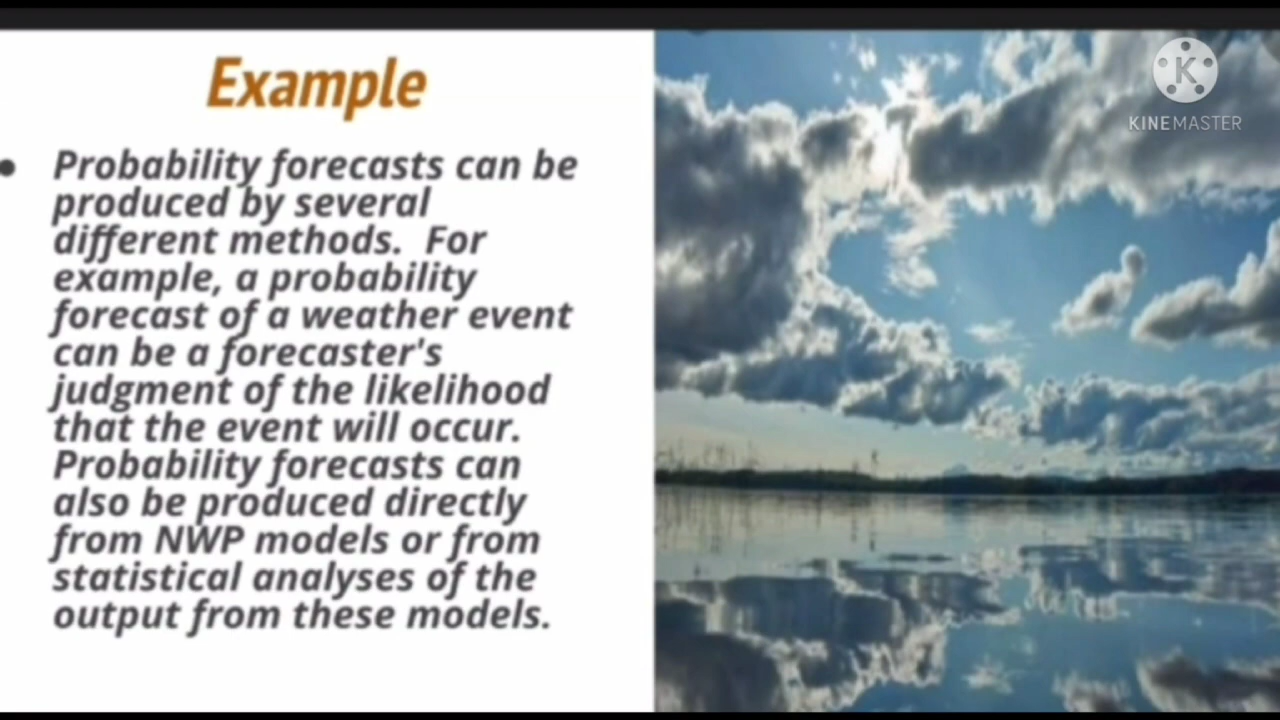 Example
• Probability forecasts can be
produced by several
different methods. For
example, a probability
forecast of a weather event
can be a forecaster's
judgment of the likelihood
that the event will occur.
Probability forecasts can
also be produced directly
from NWP models or from
statistical analyses of the
output from these models.
K
KINEMASTER